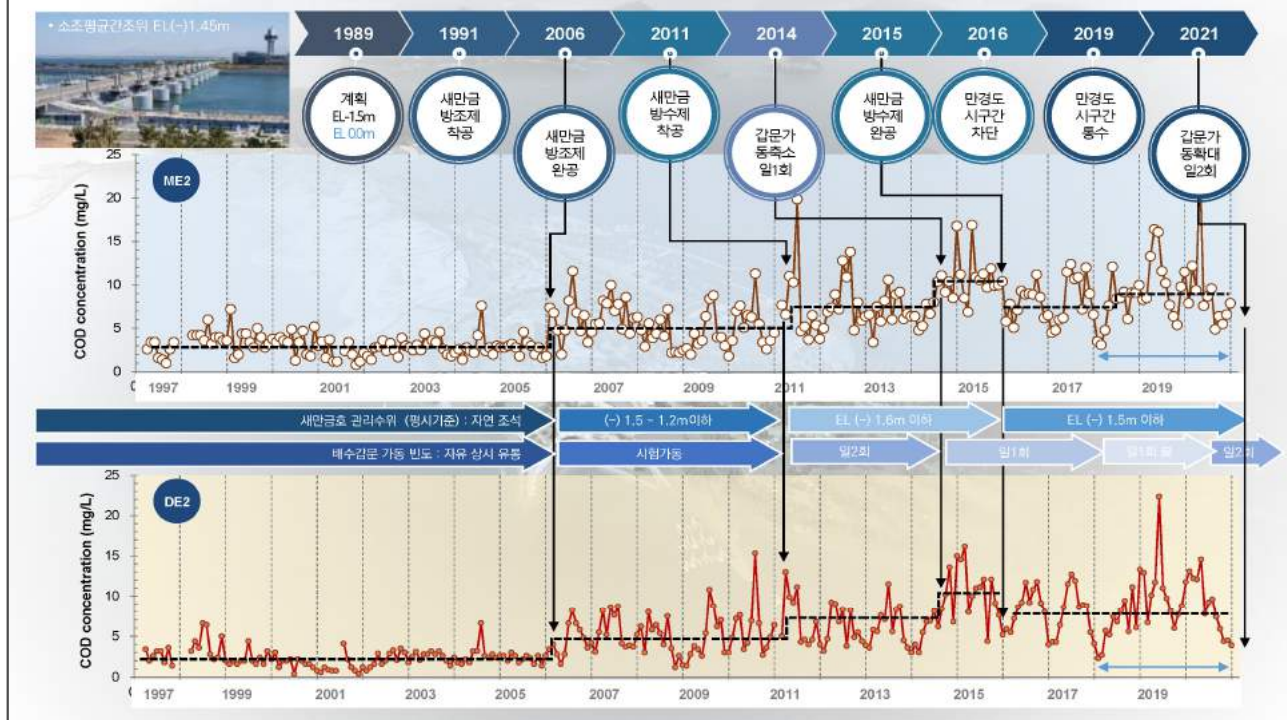 • 소조평균간조위 EL(-)1.45m
1989
1991
2006
2011
2014
2015
2016
2019
2021
계획
EL-1.5m
EL 0.0m
새만금
방조제
착공
새만금
방조제
완공
새만금
방수제
착공
갑문가
동축소
일1회
새만금
방수제
완공
만경도
시구간
차단
만경도
시구간
통수
갑문가
동확대
일2회
ME2
COD concentration (mg/L)
25
20
15
10
5
0
1997
1999
2001
2003
2005
2007
2009
2011
2013
2015
2017
2019
새만금호 관리수위 (평시기준) : 자연 조석
(-) 1.5 ~ 1.2m이하
EL (-) 1.6m 이하
EL (-) 1.5m 이하
배수갑문 가동 빈도 : 자유 상시 유통
시험가동
일2회
일1회
일2회
DE2
COD concentration (mg/L)
25
20
15
10
5
0
1997
1999
2001
2003
2005
2007
2009
2011
2013
2015
2017
2019